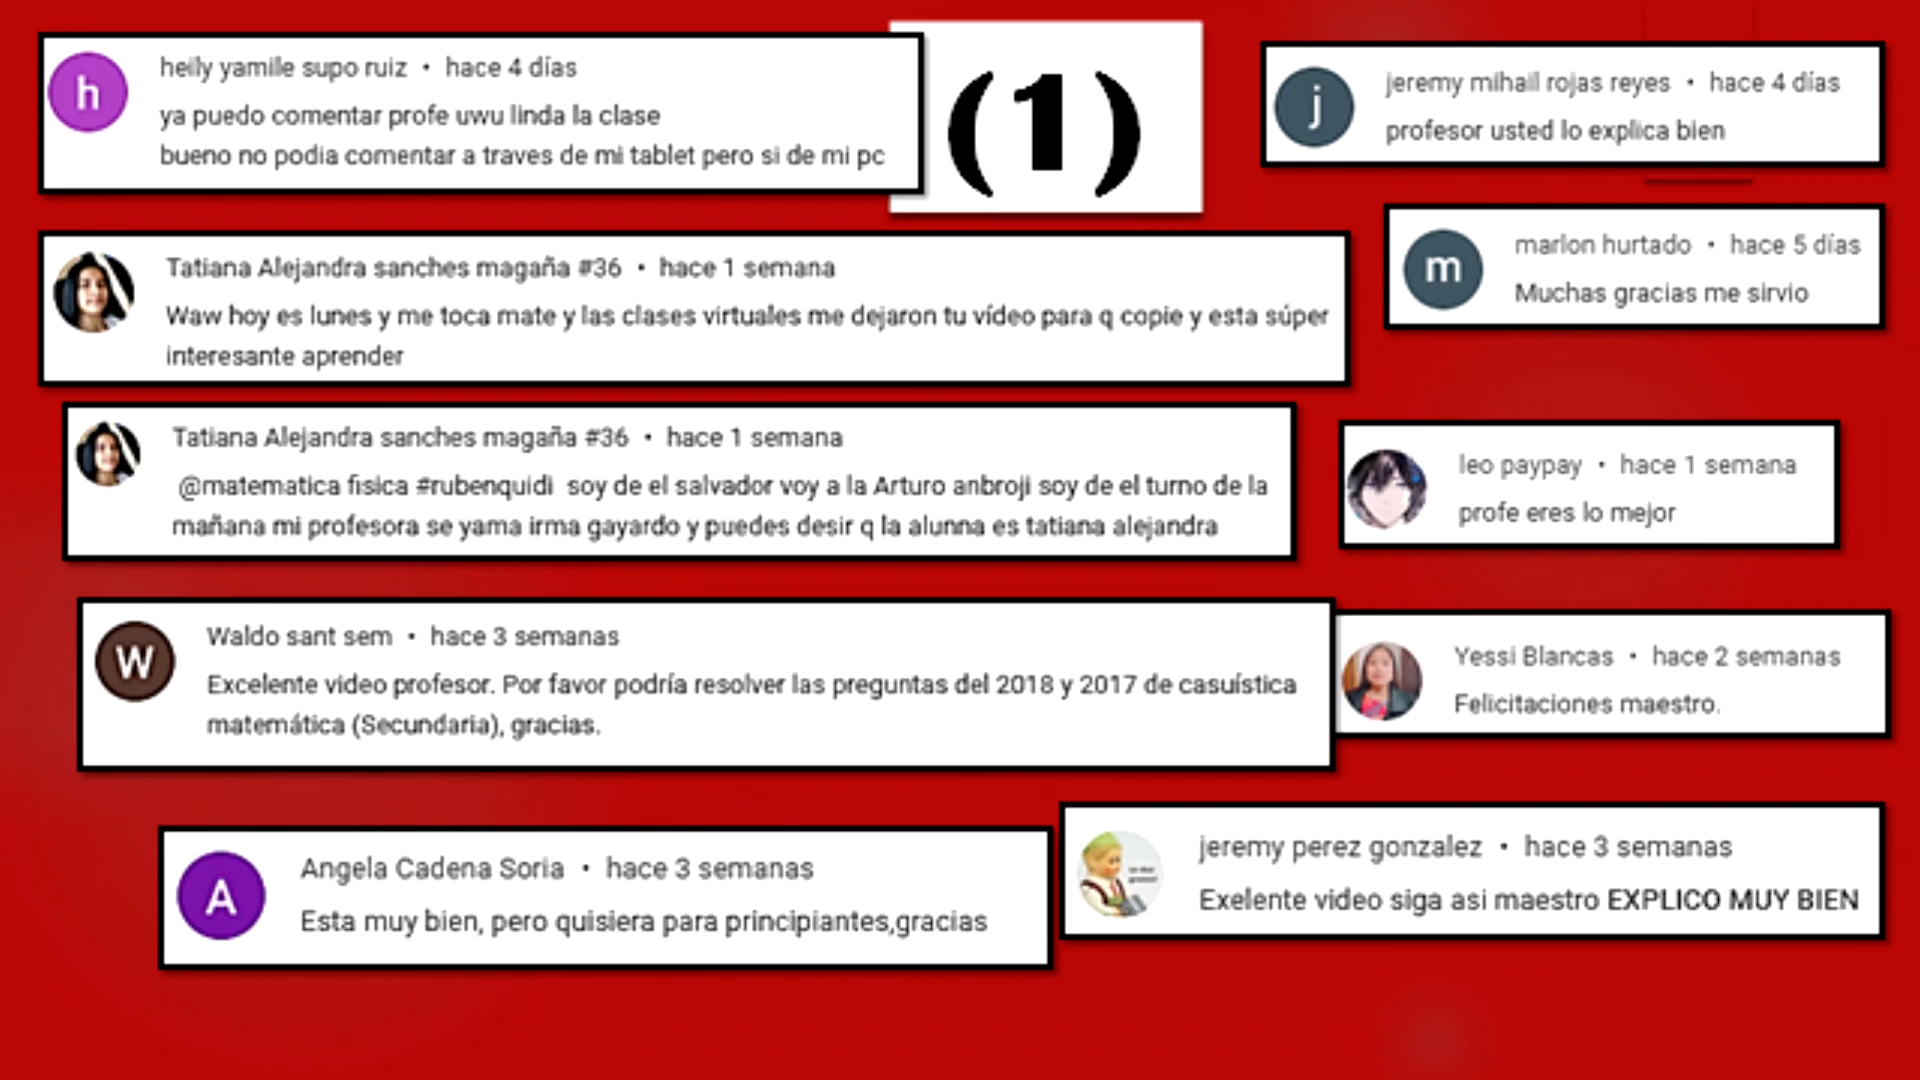 heily yamille supo ruiz • hace 4 días
ya puedo comentar profe uwu linda la clase
bueno no podia comentar a traves de mi tablet pero si de mi pc
(1)
jeremy mihail rojas reyes • hace 4 días
profesor usted lo explica bien
marlon hurtado • hace 5 días
Muchas gracias me sirvio
Tatiana Alejandra sanches magaña #36 • hace 1 semana
Waw hoy es lunes y me toca mate y las clases virtuales me dejaron tu vídeo para q copie y esta súper
interesante aprender
Tatiana Alejandra sanches magaña #36 • hace 1 semana
@matematica fisica #rubenquidi soy de el salvador voy a la Arturo anbroji soy de el turno de la
mañana mi profesora se yama irma gayardo y puedes desir q la alunna es tatiana alejandra
leo paypay • hace 1 semana
profe eres lo mejor
Waldo sant sem • hace 3 semanas
Excelente video profesor. Por favor podría resolver las preguntas del 2018 y 2017 de casuística
matemática (Secundaria), gracias.
Yessi Blancas • hace 2 semanas
Felicitaciones maestro.
Angela Cadena Soria • hace 3 semanas
Esta muy bien, pero quisiera para principiantes,gracias
jeremy perez gonzalez • hace 3 semanas
Exelente video siga asi maestro EXPLICO MUY BIEN